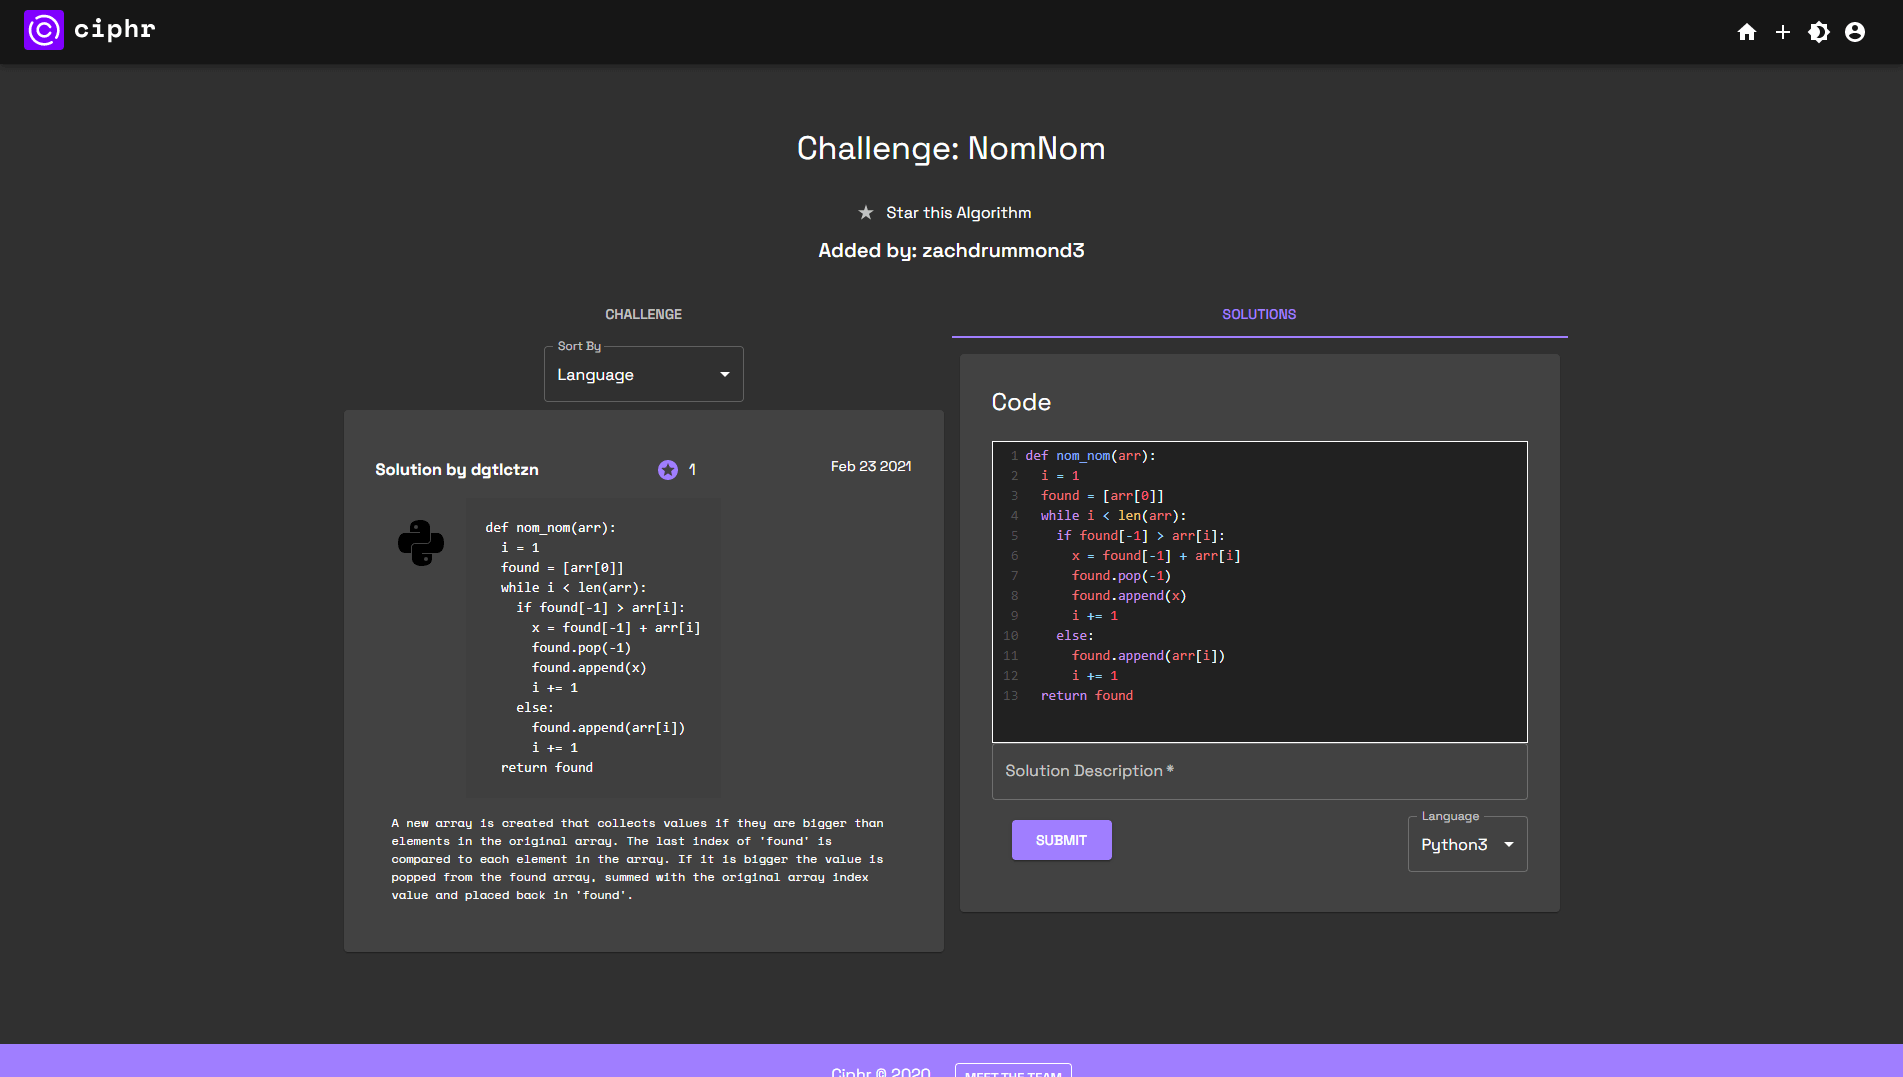 ciphr
Challenge: NomNom
★ Star this Algorithm
Added by: zachdrummond3
CHALLENGE
SOLUTIONS
Sort By
Language
Solution by dgtlctzn
1
Feb 23 2021
def nom_nom(arr):
  i = 1
  found = [arr[0]]
  while i < len(arr):
    if found[-1] > arr[i]:
      x = found[-1] + arr[i]
      found.pop(-1)
      found.append(x)
      i += 1
    else:
      found.append(arr[i])
      i += 1
  return found
A new array is created that collects values if they are bigger than
elements in the original array. The last index of 'found' is
compared to each element in the array. If it is bigger the value is
popped from the found array, summed with the original array index
value and placed back in 'found'.
Code
1 def nom_nom(arr):
2   i = 1
3   found = [arr[0]]
4   while i < len(arr):
5     if found[-1] > arr[i]:
6       x = found[-1] + arr[i]
7       found.pop(-1)
8       found.append(x)
9       i += 1
10     else:
11       found.append(arr[i])
12       i += 1
13   return found
Solution Description *
SUBMIT
Language
Python3
Ciphr © 2020
MEET THE TEAM